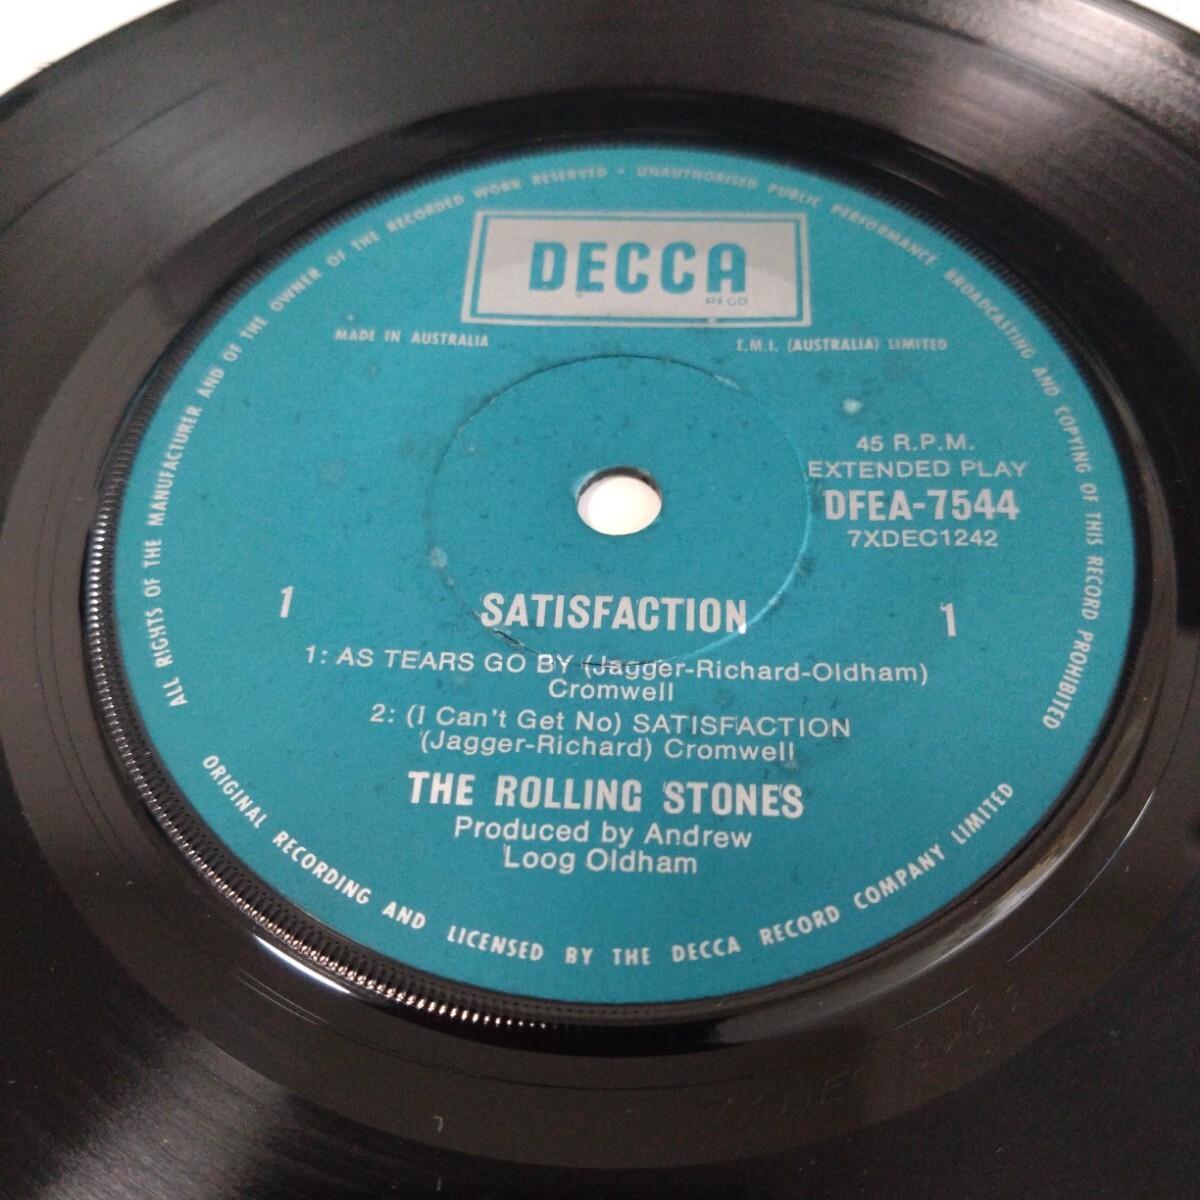 ALL RIGHTS OF THE MANUFACTURER AND OF THE OWNER OF THE RECORDED WORK RESERVED • UNAUTHORISED PUBLIC PERFORMANCE BROADCASTING AND COPYING OF THIS RECORD PROHIBITED
DECCA
REGD
MADE IN AUSTRALIA
E.M.I. (AUSTRALIA) LIMITED
45 R.P.M.
EXTENDED PLAY
DFEA-7544
7XDEC1242
1
1
SATISFACTION
1: AS TEARS GO BY (Jagger-Richard-Oldham)
Cromwell
2: (I Can't Get No) SATISFACTION
(Jagger-Richard) Cromwell
THE ROLLING STONES
Produced by Andrew
Loog Oldham
ORIGINAL RECORDING AND LICENSED BY THE DECCA RECORD COMPANY LIMITED